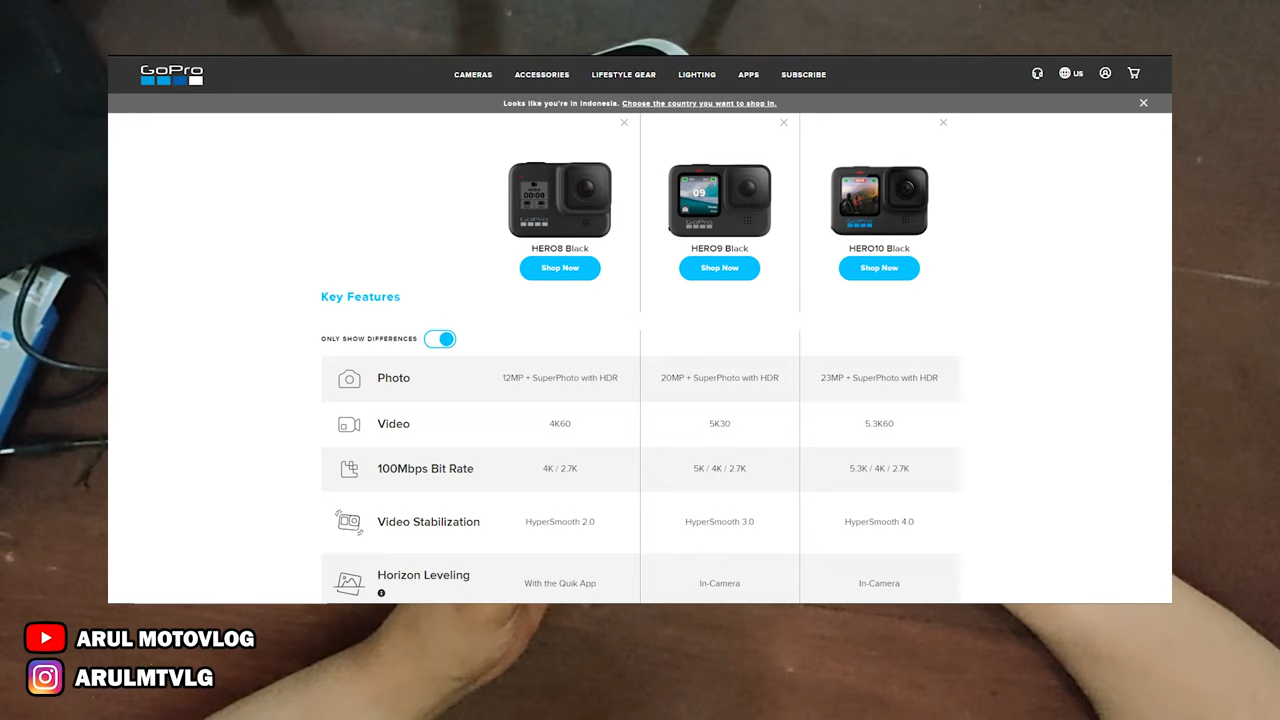 GoPro
CAMERAS ACCESSORIES LIFESTYLE GEAR LIGHTING APPS SUBSCRIBE
US
Looks like you're in Indonesia. Choose the country you want to shop in.
HERO8 Black HERO9 Black HERO10 Black
Shop Now Shop Now Shop Now
Key Features
ONLY SHOW DIFFERENCES
Photo 12MP + SuperPhoto with HDR 20MP + SuperPhoto with HDR 23MP + SuperPhoto with HDR
Video 4K60 5K30 5.3K60
100Mbps Bit Rate 4K / 2.7K 5K / 4K / 2.7K 5.3K / 4K / 2.7K
Video Stabilization HyperSmooth 2.0 HyperSmooth 3.0 HyperSmooth 4.0
Horizon Leveling With the Quik App In-Camera In-Camera
ARUL MOTOVLOG
ARULMTVLG